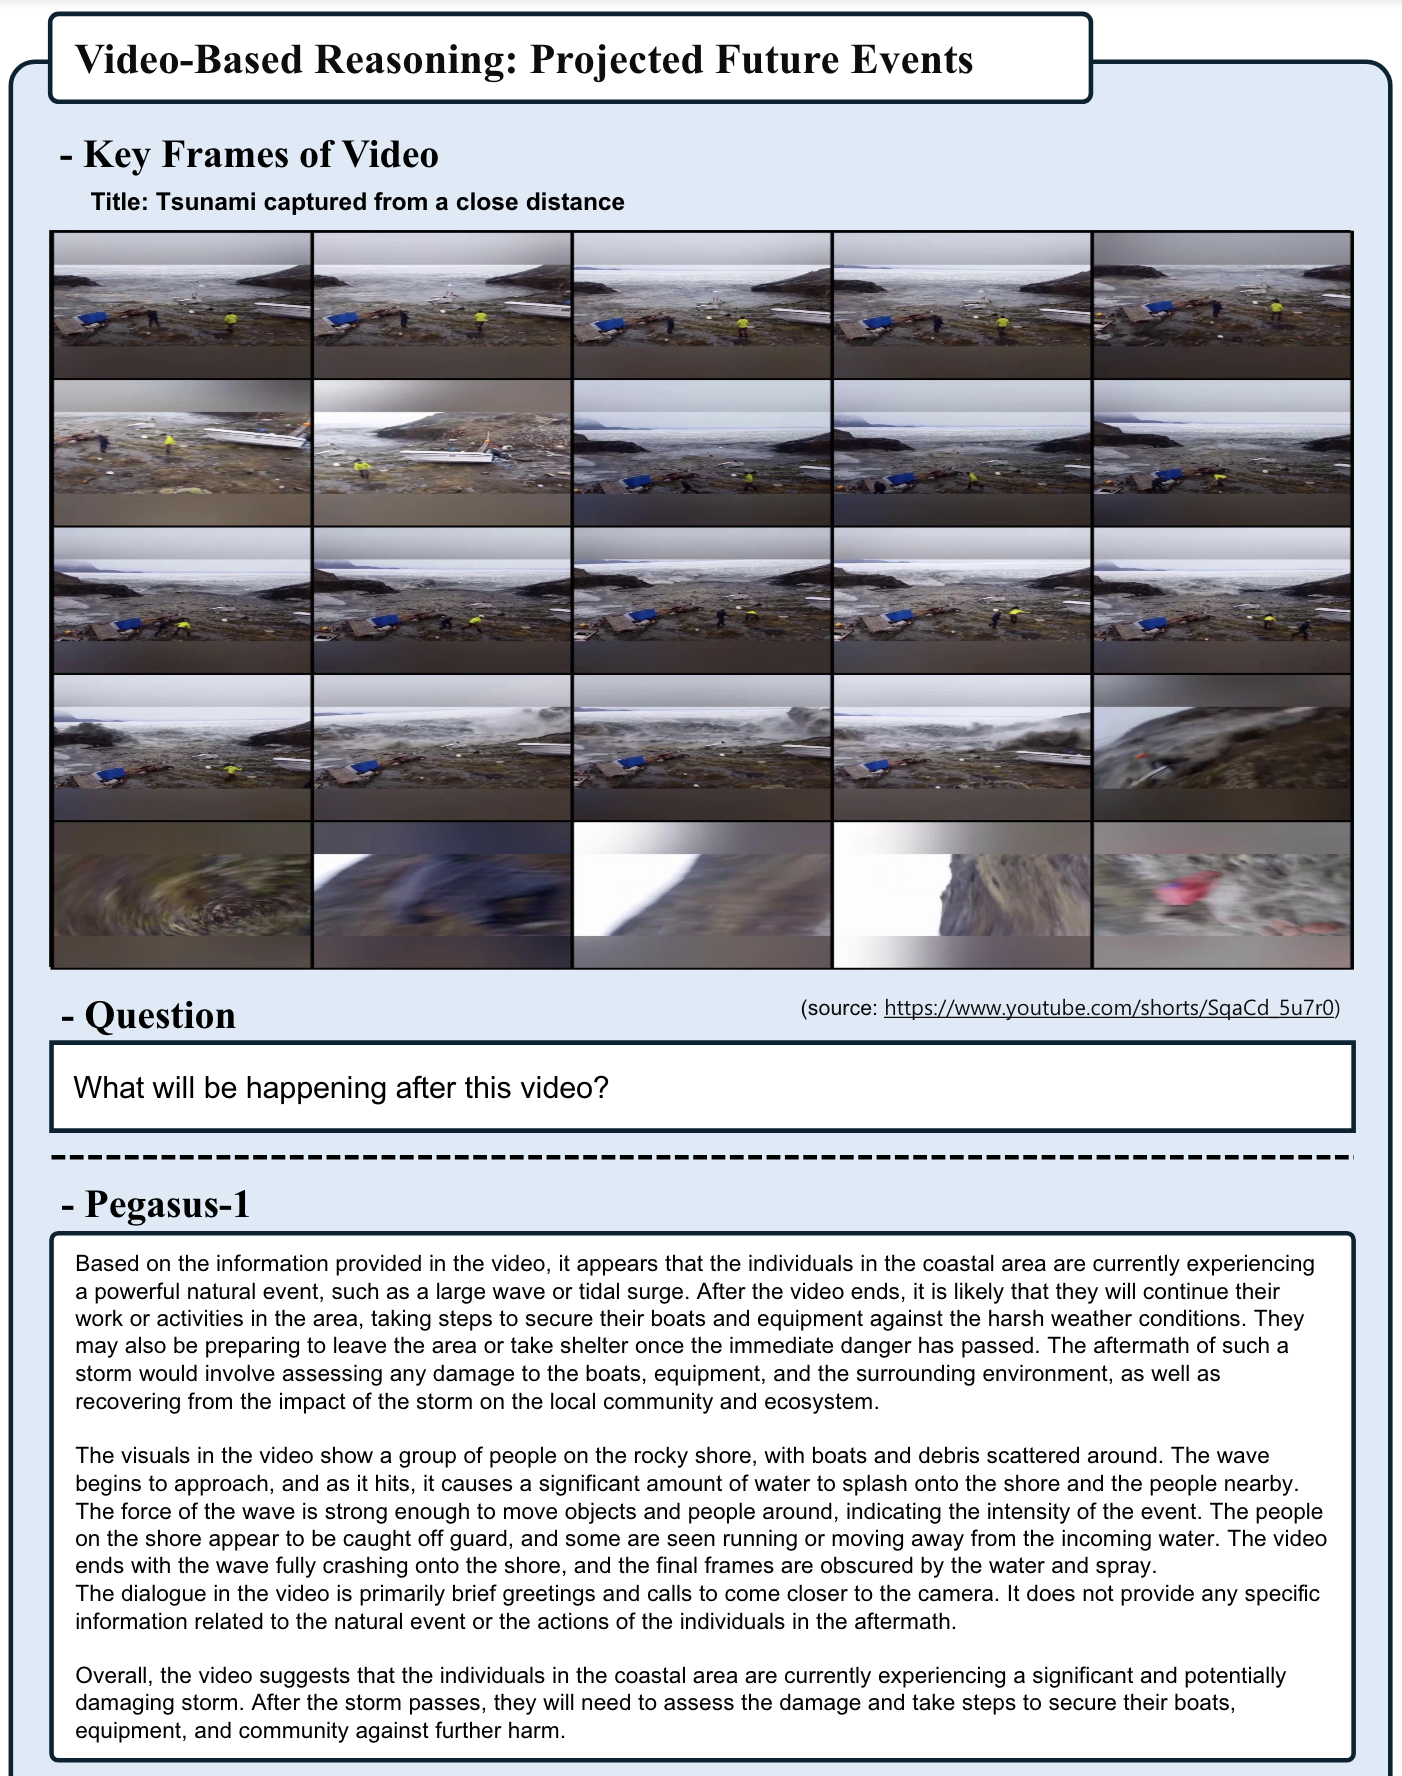 Video-Based Reasoning: Projected Future Events
- Key Frames of Video
Title: Tsunami captured from a close distance
- Question
(source: https://www.youtube.com/shorts/SqaCd_5u7r0)
What will be happening after this video?
- Pegasus-1
Based on the information provided in the video, it appears that the individuals in the coastal area are currently experiencing
a powerful natural event, such as a large wave or tidal surge. After the video ends, it is likely that they will continue their
work or activities in the area, taking steps to secure their boats and equipment against the harsh weather conditions. They
may also be preparing to leave the area or take shelter once the immediate danger has passed. The aftermath of such a
storm would involve assessing any damage to the boats, equipment, and the surrounding environment, as well as
recovering from the impact of the storm on the local community and ecosystem.
The visuals in the video show a group of people on the rocky shore, with boats and debris scattered around. The wave
begins to approach, and as it hits, it causes a significant amount of water to splash onto the shore and the people nearby.
The force of the wave is strong enough to move objects and people around, indicating the intensity of the event. The people
on the shore appear to be caught off guard, and some are seen running or moving away from the incoming water. The video
ends with the wave fully crashing onto the shore, and the final frames are obscured by the water and spray.
The dialogue in the video is primarily brief greetings and calls to come closer to the camera. It does not provide any specific
information related to the natural event or the actions of the individuals in the aftermath.
Overall, the video suggests that the individuals in the coastal area are currently experiencing a significant and potentially
damaging storm. After the storm passes, they will need to assess the damage and take steps to secure their boats,
equipment, and community against further harm.